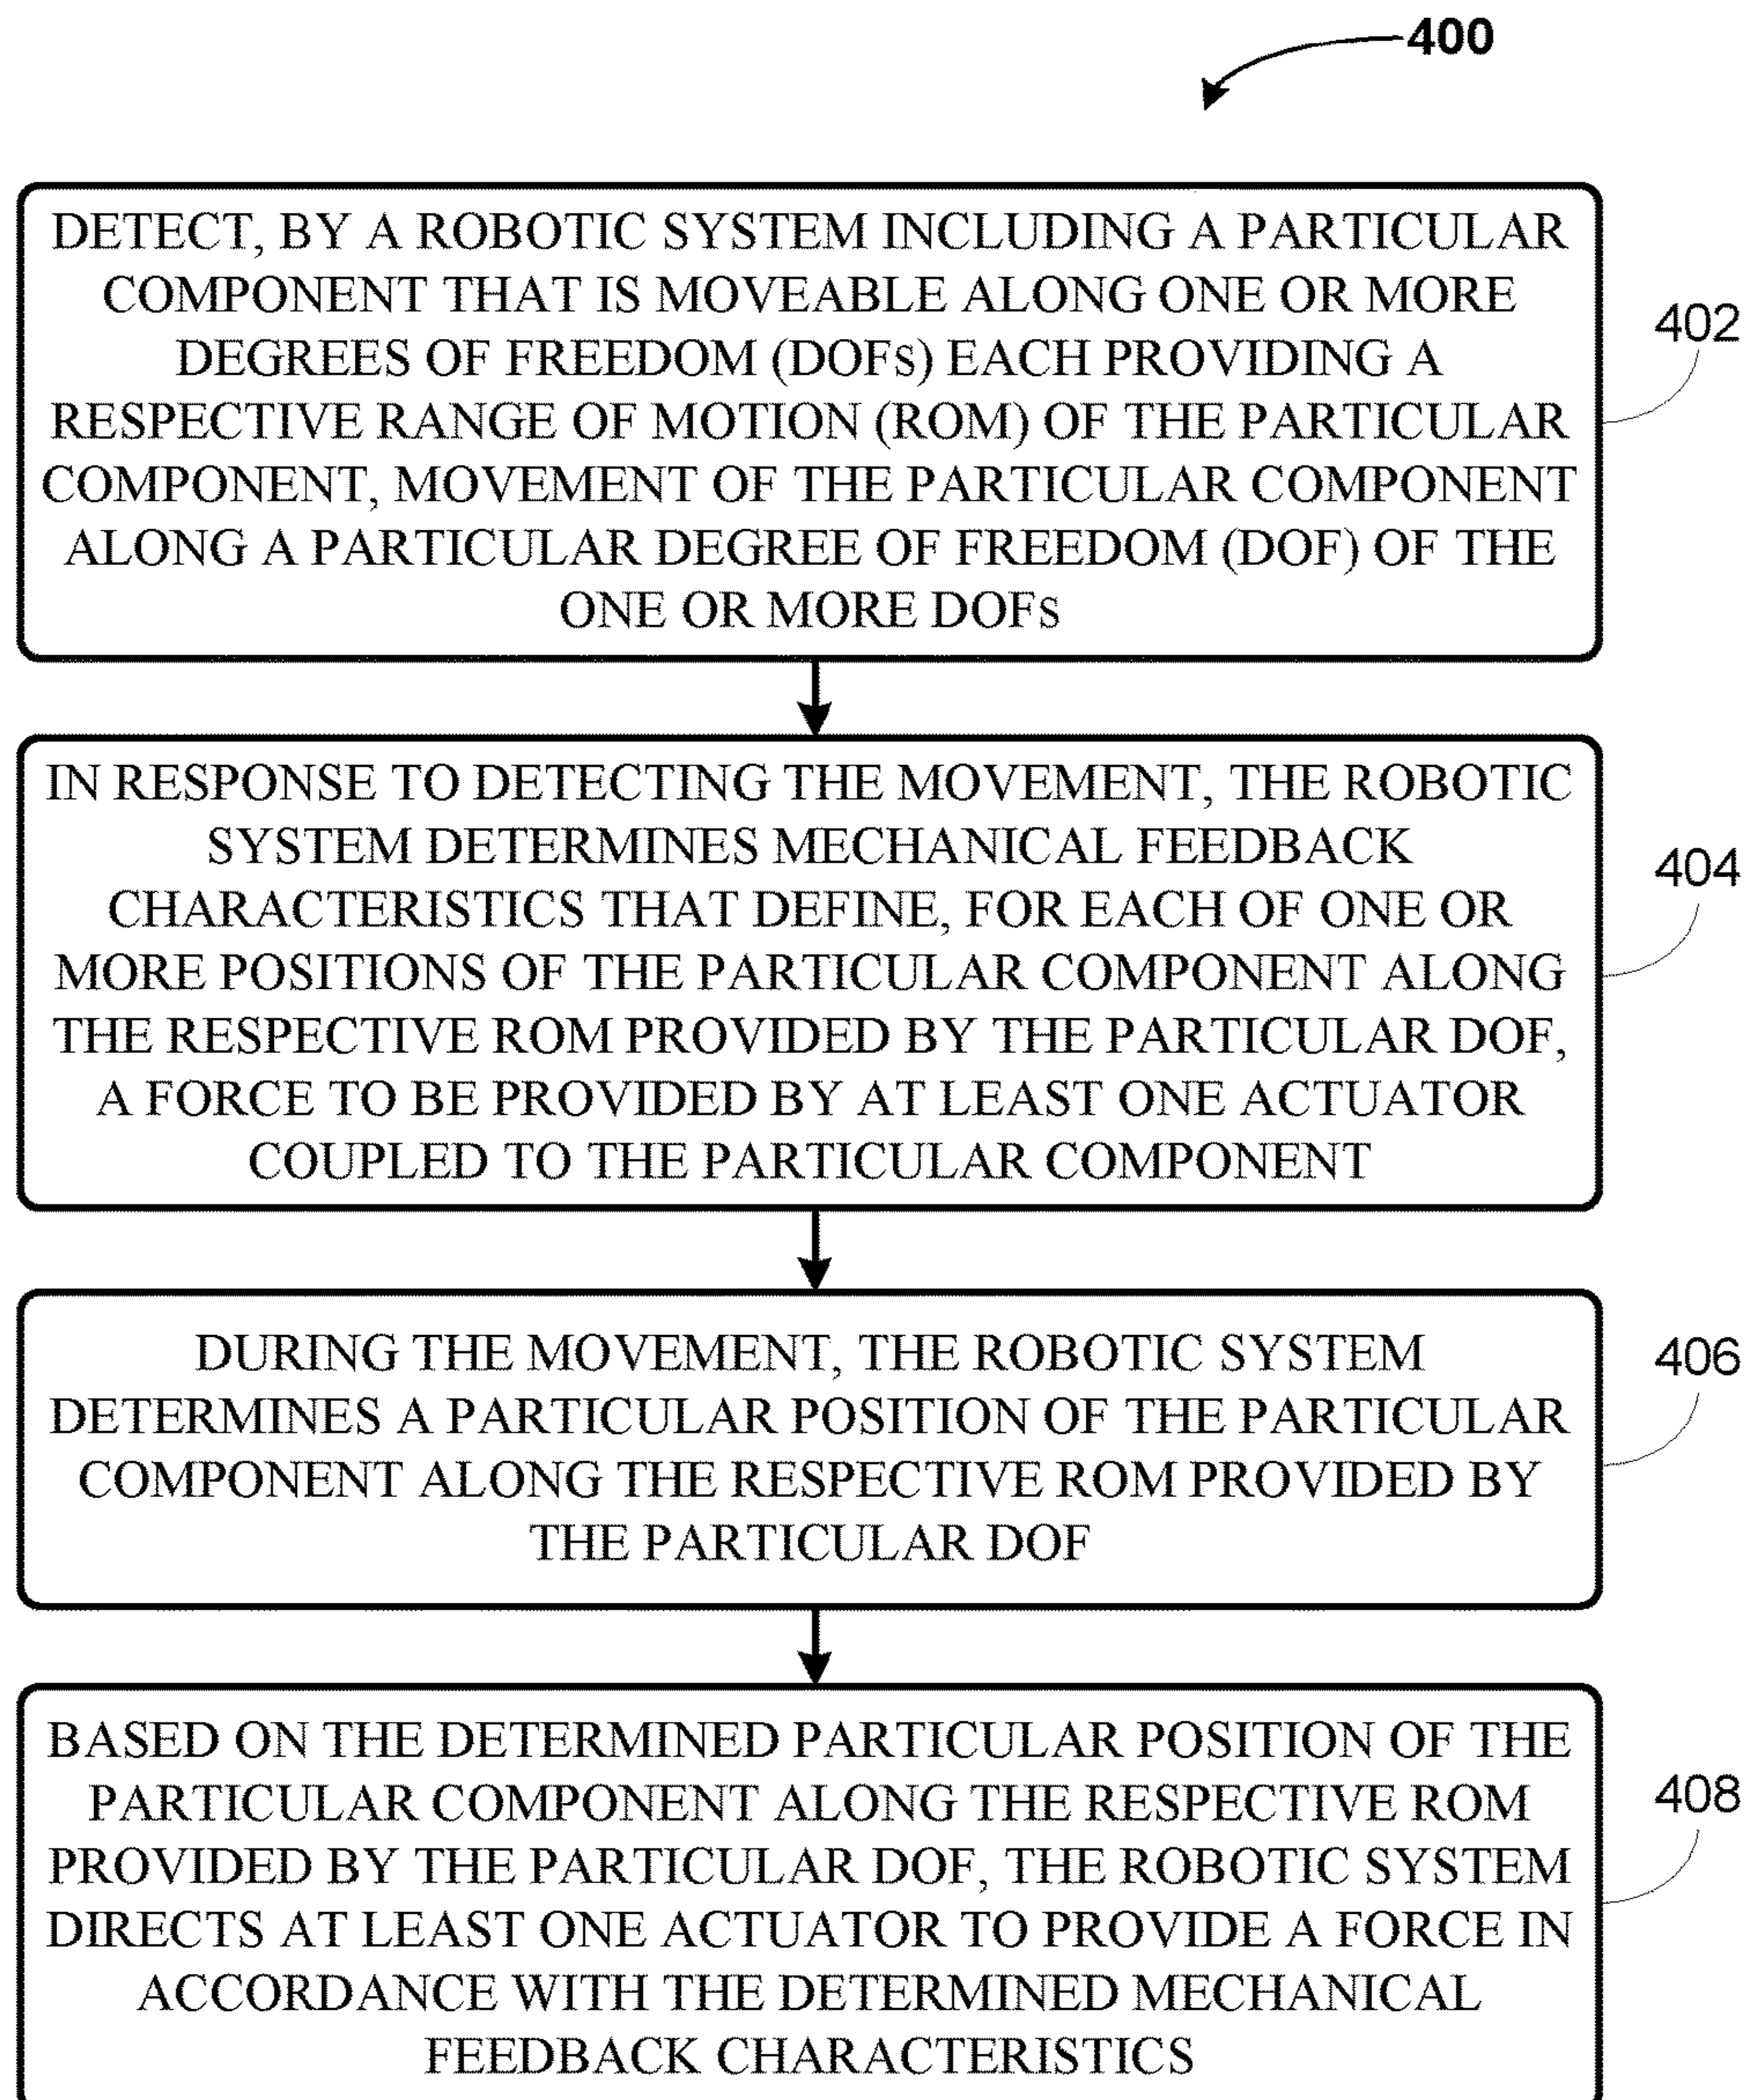 400
DETECT, BY A ROBOTIC SYSTEM INCLUDING A PARTICULAR
COMPONENT THAT IS MOVEABLE ALONG ONE OR MORE
DEGREES OF FREEDOM (DOFs) EACH PROVIDING A
RESPECTIVE RANGE OF MOTION (ROM) OF THE PARTICULAR
COMPONENT, MOVEMENT OF THE PARTICULAR COMPONENT
ALONG A PARTICULAR DEGREE OF FREEDOM (DOF) OF THE
ONE OR MORE DOFs
402
IN RESPONSE TO DETECTING THE MOVEMENT, THE ROBOTIC
SYSTEM DETERMINES MECHANICAL FEEDBACK
CHARACTERISTICS THAT DEFINE, FOR EACH OF ONE OR
MORE POSITIONS OF THE PARTICULAR COMPONENT ALONG
THE RESPECTIVE ROM PROVIDED BY THE PARTICULAR DOF,
A FORCE TO BE PROVIDED BY AT LEAST ONE ACTUATOR
COUPLED TO THE PARTICULAR COMPONENT
404
DURING THE MOVEMENT, THE ROBOTIC SYSTEM
DETERMINES A PARTICULAR POSITION OF THE PARTICULAR
COMPONENT ALONG THE RESPECTIVE ROM PROVIDED BY
THE PARTICULAR DOF
406
BASED ON THE DETERMINED PARTICULAR POSITION OF THE
PARTICULAR COMPONENT ALONG THE RESPECTIVE ROM
PROVIDED BY THE PARTICULAR DOF, THE ROBOTIC SYSTEM
DIRECTS AT LEAST ONE ACTUATOR TO PROVIDE A FORCE IN
ACCORDANCE WITH THE DETERMINED MECHANICAL
FEEDBACK CHARACTERISTICS
408